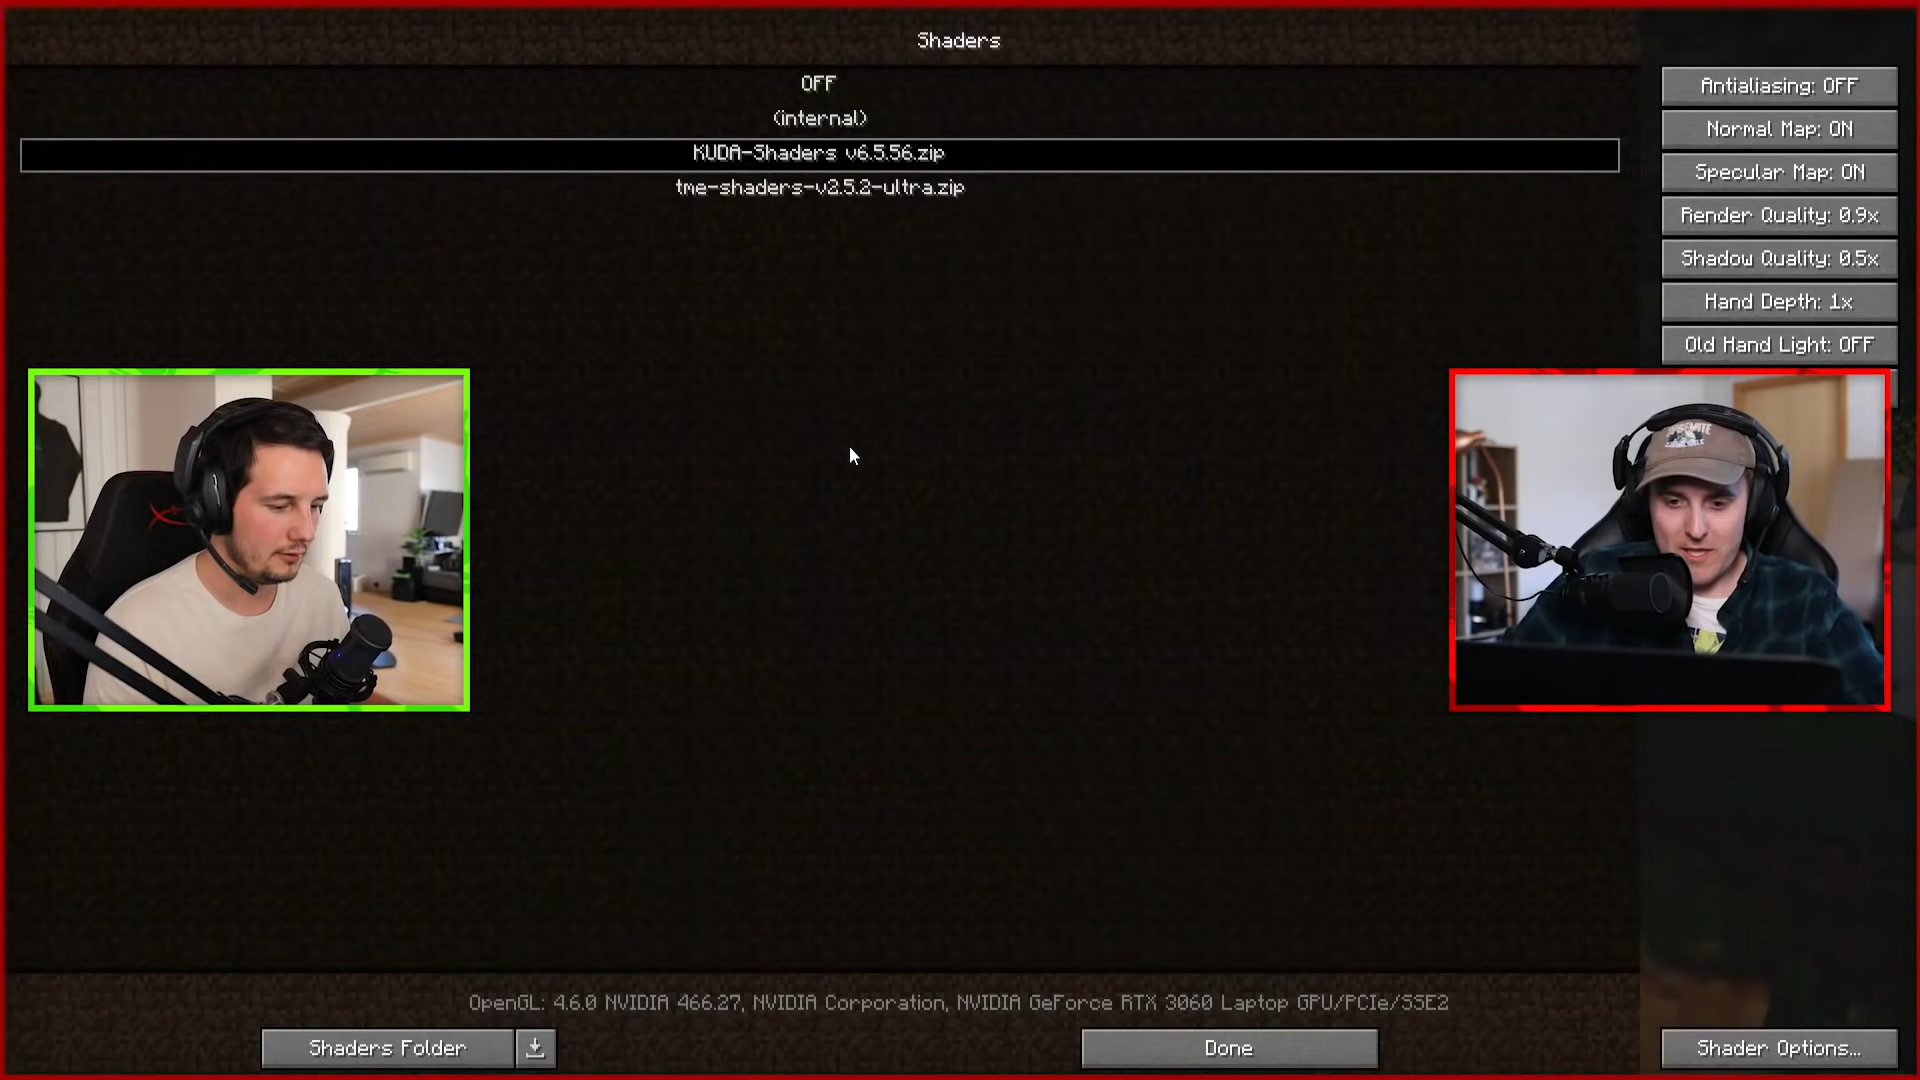 Shaders
OFF
(internal)
KUDA-Shaders v6.5.56.zip
tme-shaders-v2.5.2-ultra.zip
Antialiasing: OFF
Normal Map: ON
Specular Map: ON
Render Quality: 0.9x
Shadow Quality: 0.5x
Hand Depth: 1x
Old Hand Light: OFF
OpenGL: 4.6.0 NVIDIA 466.27, NVIDIA Corporation, NVIDIA GeForce RTX 3060 Laptop GPU/PCIe/SSE2
Shaders Folder
Done
Shader Options...